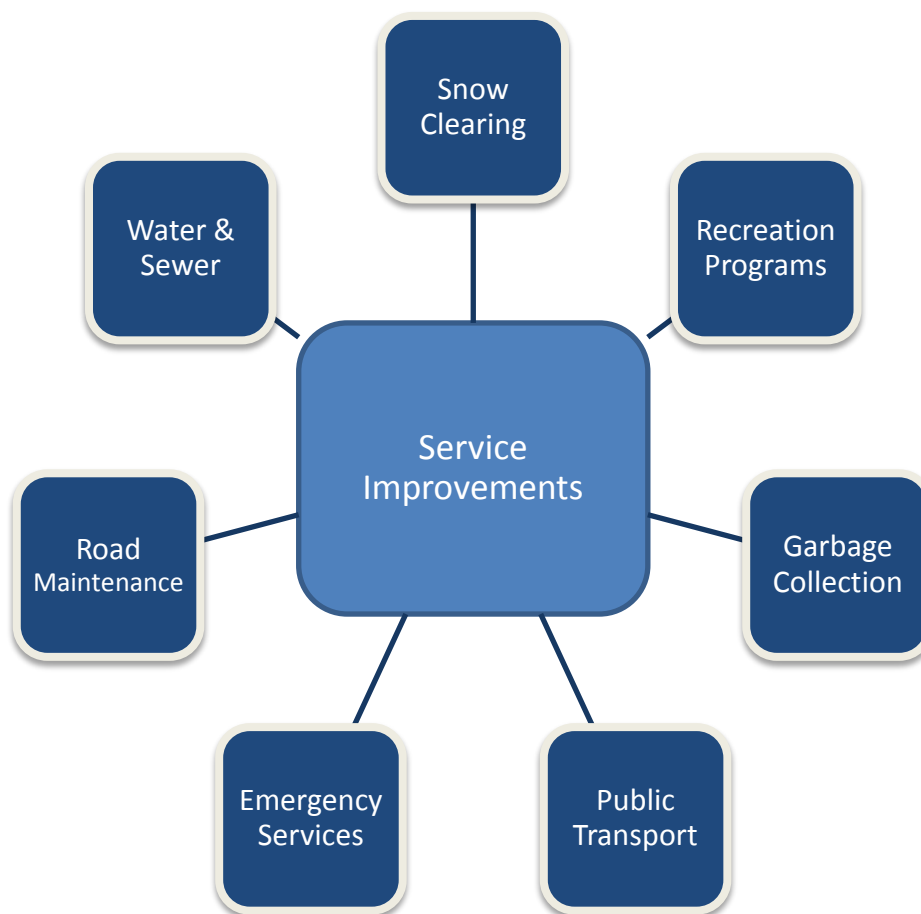 Snow
Clearing
Water &
Sewer
Recreation
Programs
Service
Improvements
Road
Maintenance
Garbage
Collection
Emergency
Services
Public
Transport